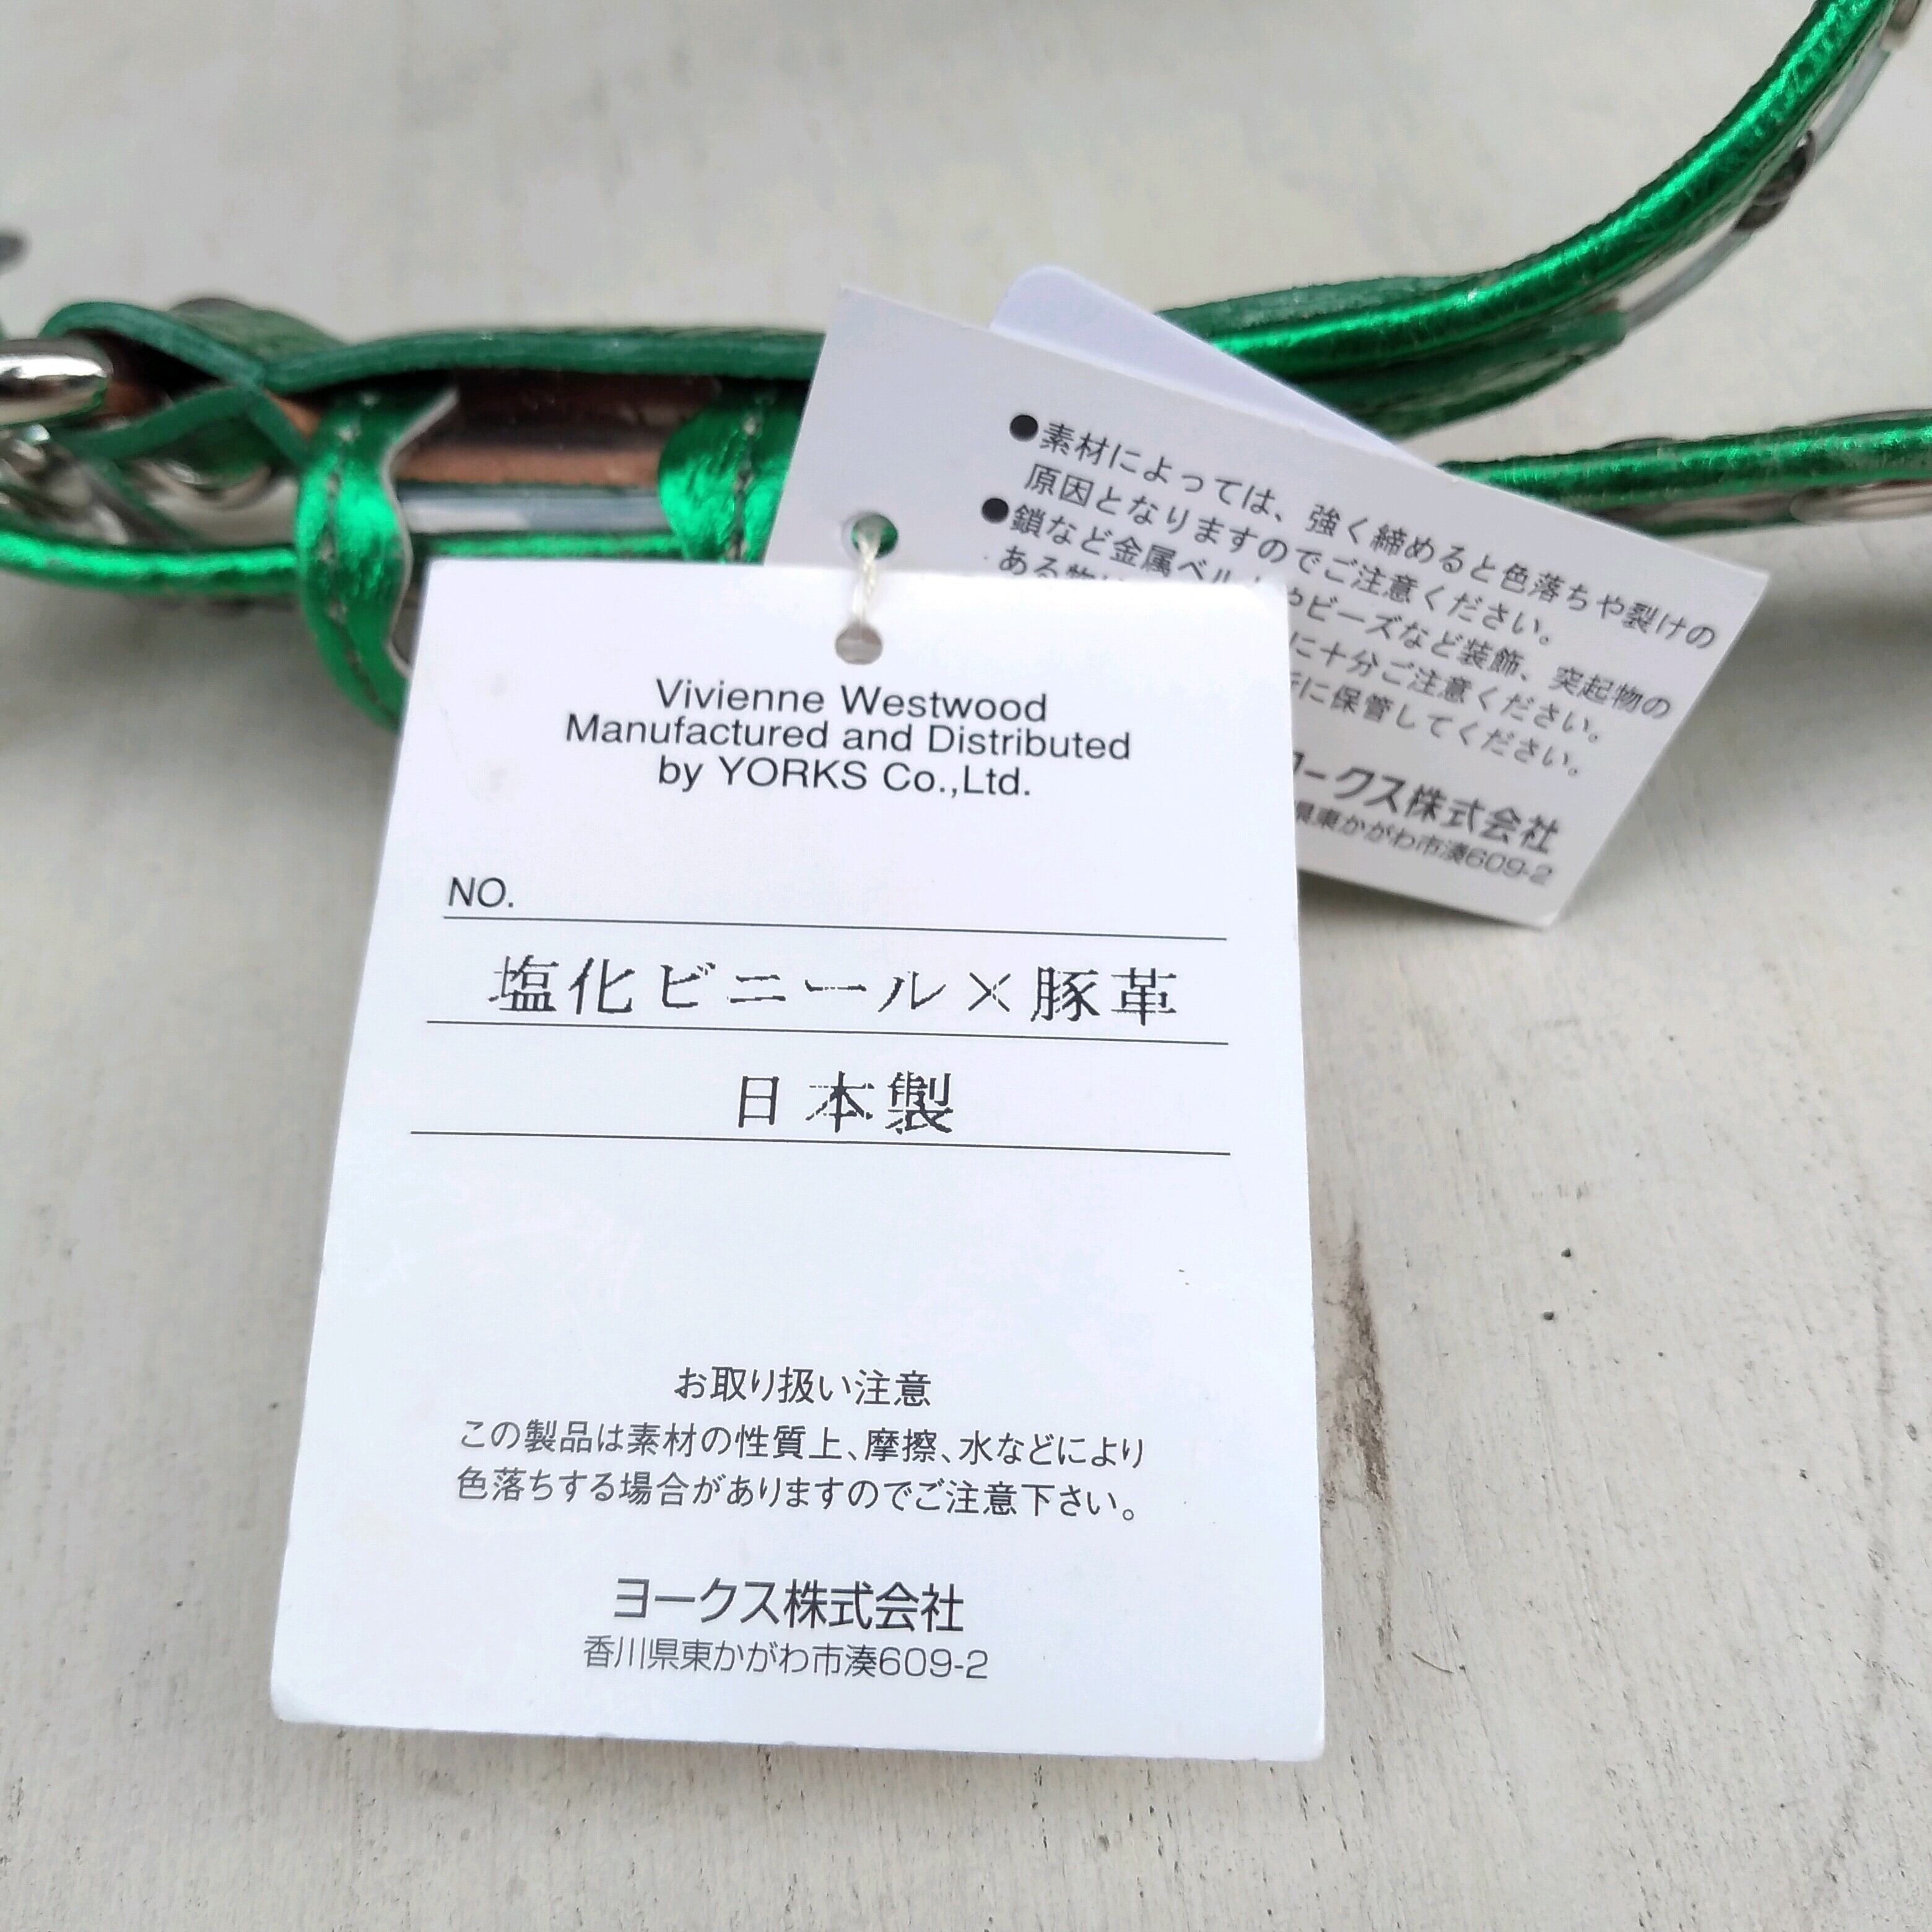 ●素材によっては、強く締めると色落ちや裂けの
原因となりますのでご注意ください。
●鎖など金属ベル やビーズなど装飾、突起物の
ある物は に十分ご注意ください。
に保管してください。
ヨークス株式会社
県東かがわ市湊609-2
Vivienne Westwood
Manufactured and Distributed
by YORKS Co.,Ltd.
NO.
塩化ビニール×豚革
日本製
お取り扱い注意
この製品は素材の性質上、摩擦、水などにより
色落ちする場合がありますのでご注意下さい。
ヨークス株式会社
香川県東かがわ市湊609-2